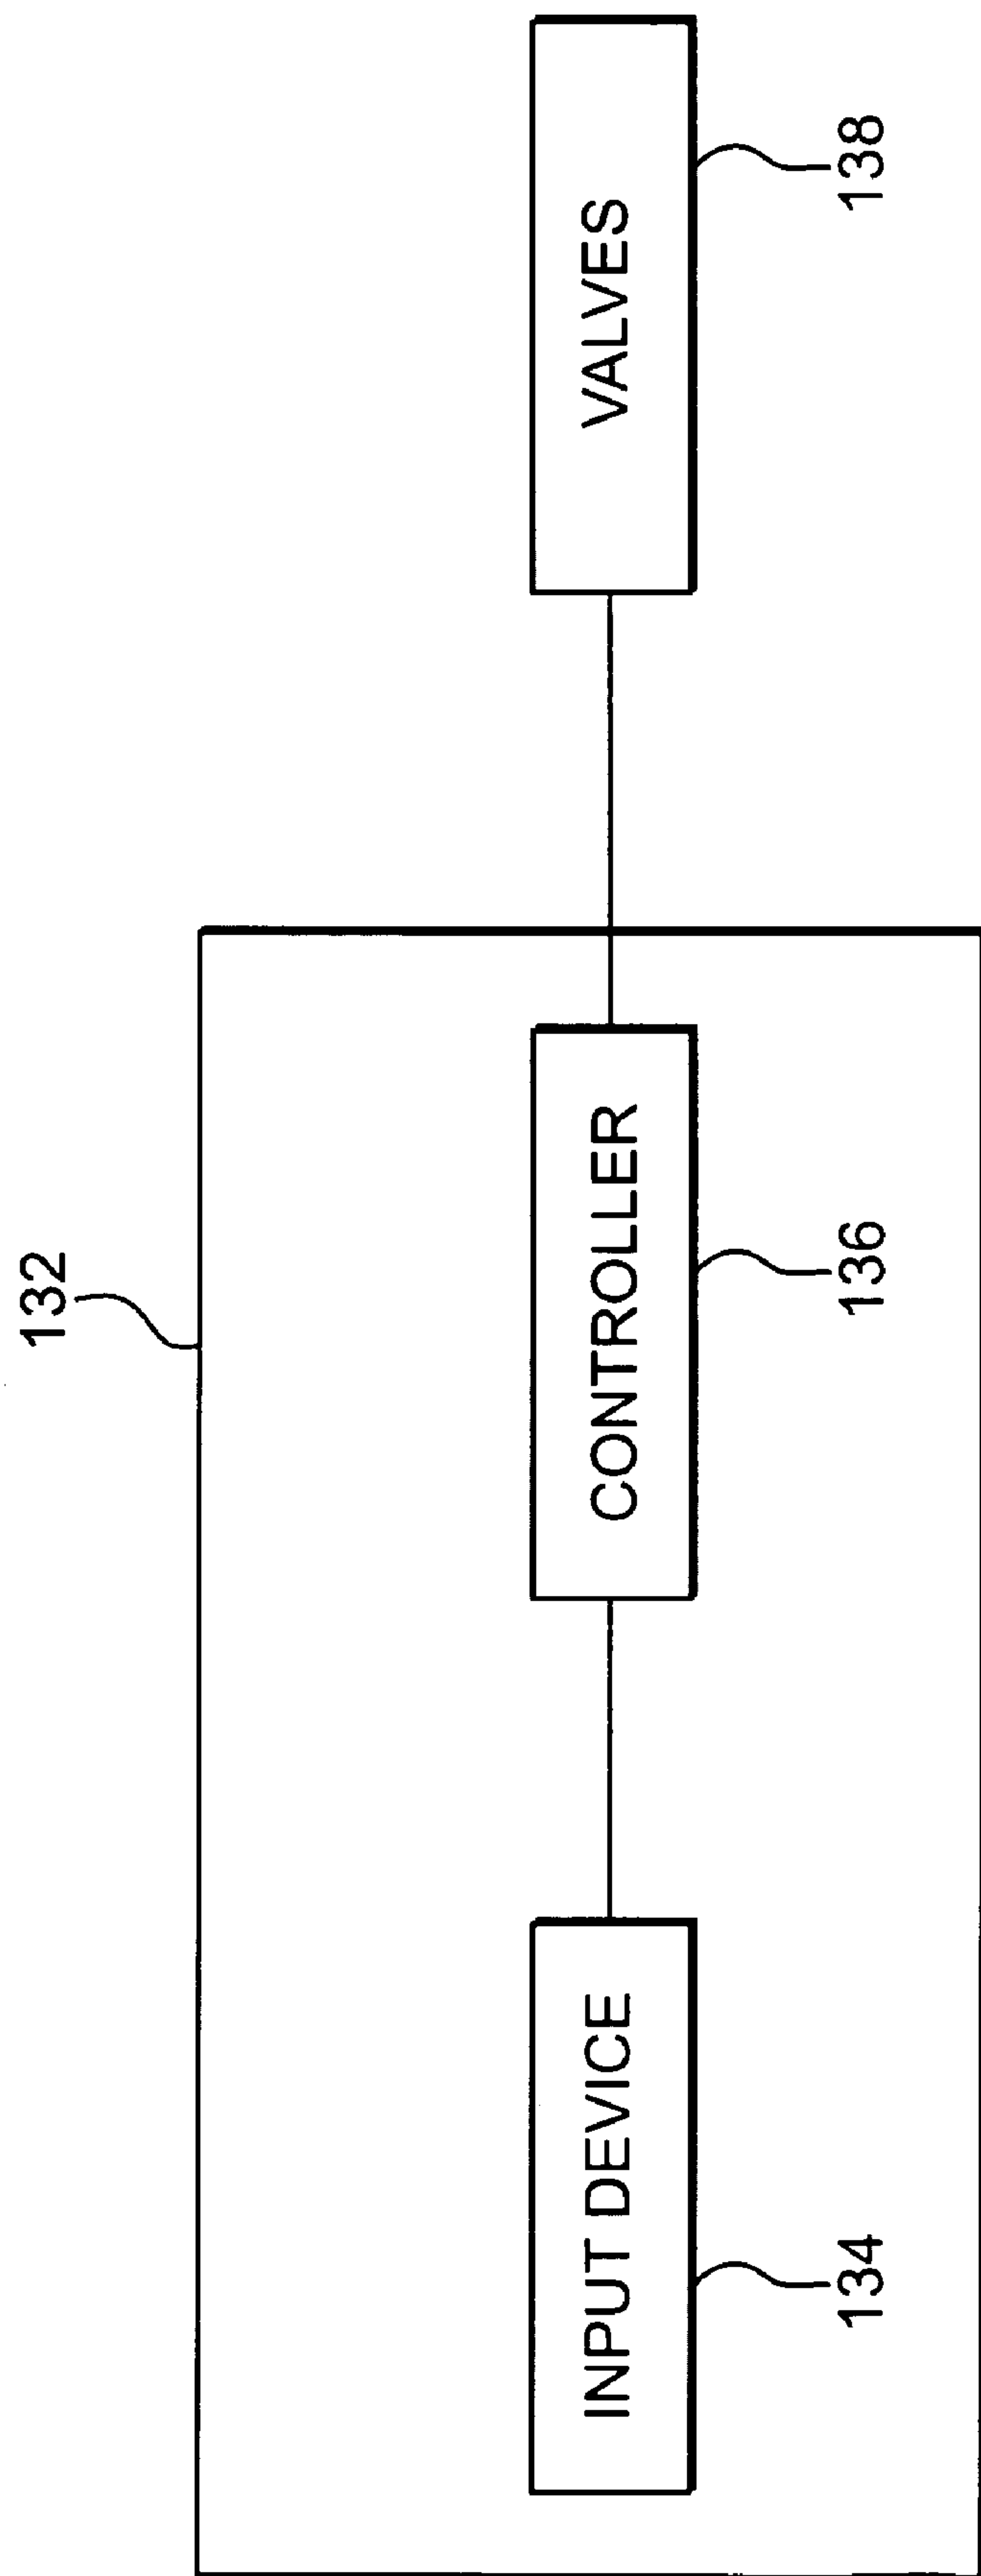 132
INPUT DEVICE
CONTROLLER
VALVES
134
136
138